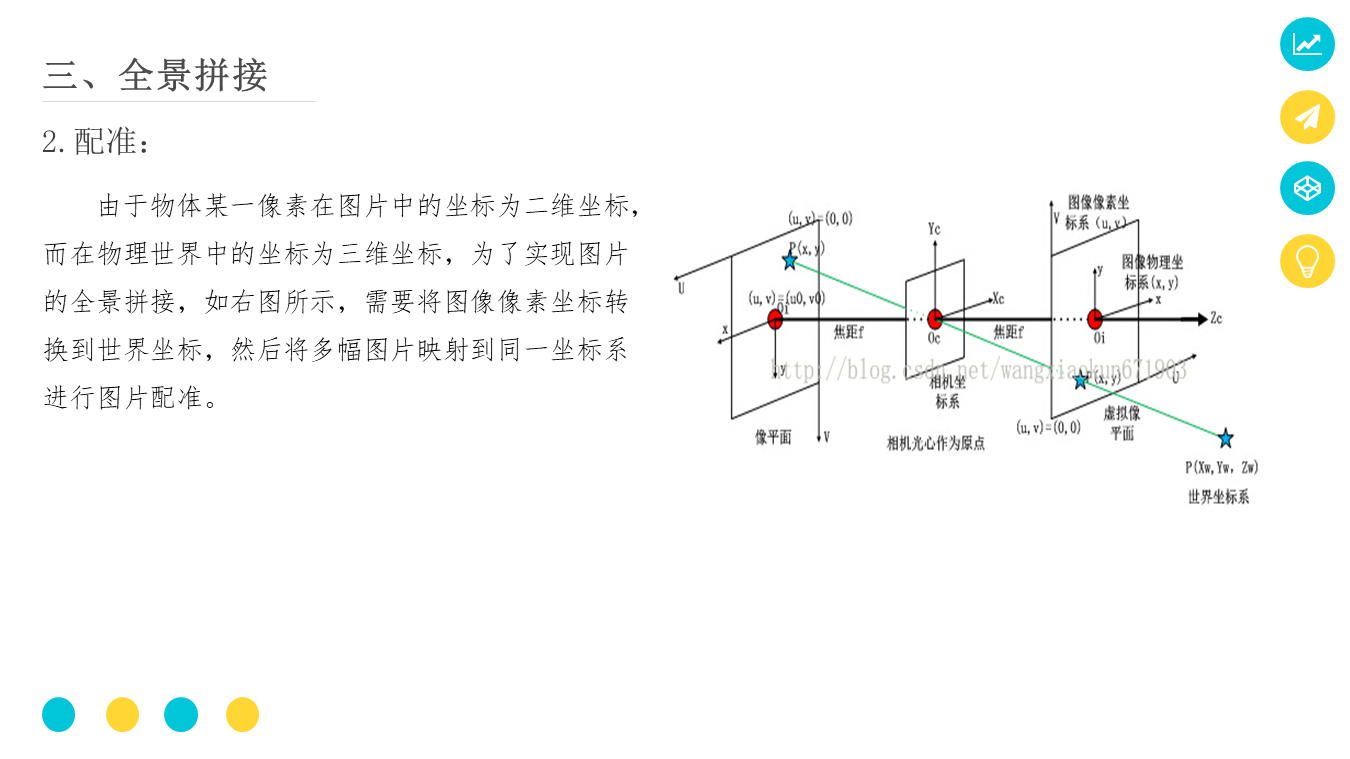 三、全景拼接
2.配准：
由于物体某一像素在图片中的坐标为二维坐标，
而在物理世界中的坐标为三维坐标，为了实现图片
的全景拼接，如右图所示，需要将图像像素坐标转
换到世界坐标，然后将多幅图片映射到同一坐标系
进行图片配准。
(u,v)=(0,0)
P(x,y)
U
(u,v)=(u0,v0)
Oi
x
y
像平面
V
焦距f
Yc
Xc
Oc
相机坐
标系
相机光心作为原点
焦距f
V
图像像素坐
标系（u,v）
图像物理坐
标系(x,y)
y
x
Oi
Zc
U
P(x,y)
(u,v)=(0,0)
虚拟像
平面
P(Xw,Yw，Zw)
世界坐标系
http://blog.csdn.net/wangxiaokun671903